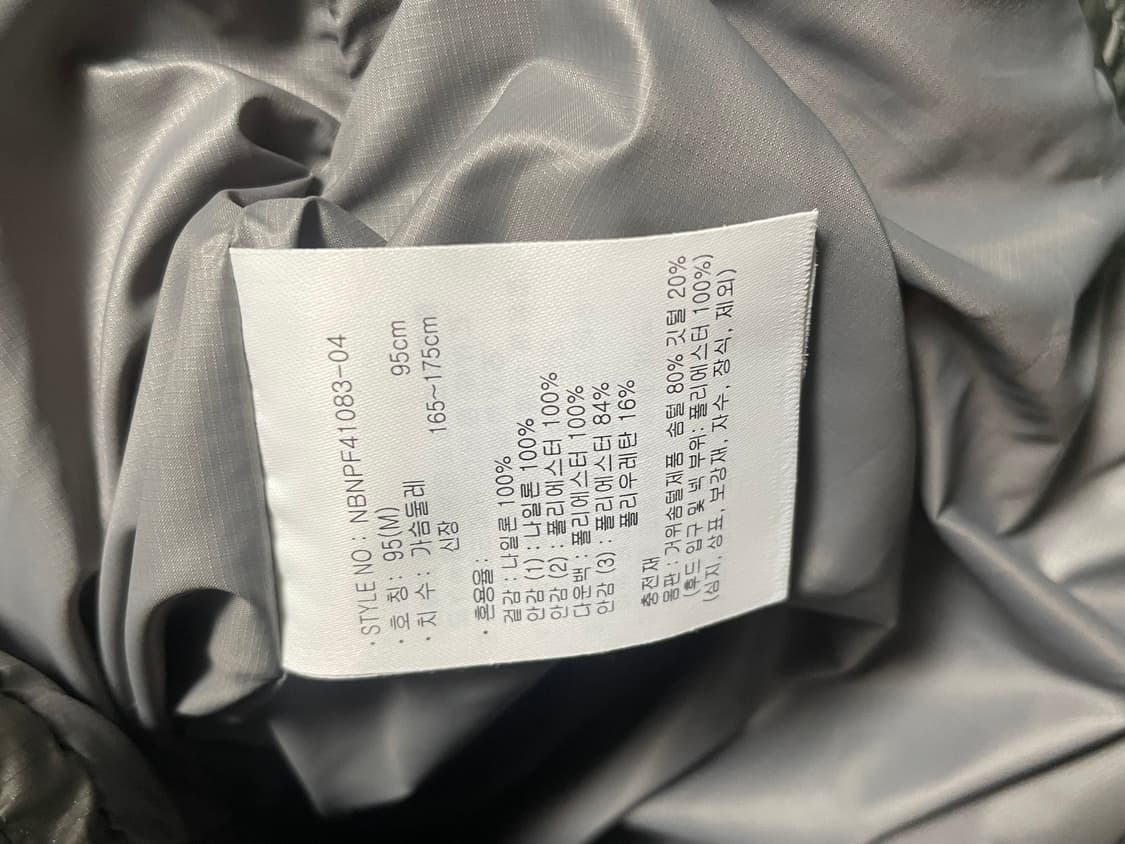 · STYLE NO : NBNPF41083-04
· 호 칭 : 95(M)
· 치 수 : 가슴둘레 95cm
신장 165~175cm
· 혼용율 :
겉감 : 나일론 100%
안감 (1) : 나일론 100%
안감 (2) : 폴리에스터 100%
다운백 : 폴리에스터 100%
안감 (3) : 폴리에스터 84%
폴리우레탄 16%
충전재
몸판 : 거위솜털제품 솜털 80% 깃털 20%
(후드 입구 및 넥 부위: 폴리에스터 100%)
(심지, 상표, 보강재, 자수, 장식, 제외)